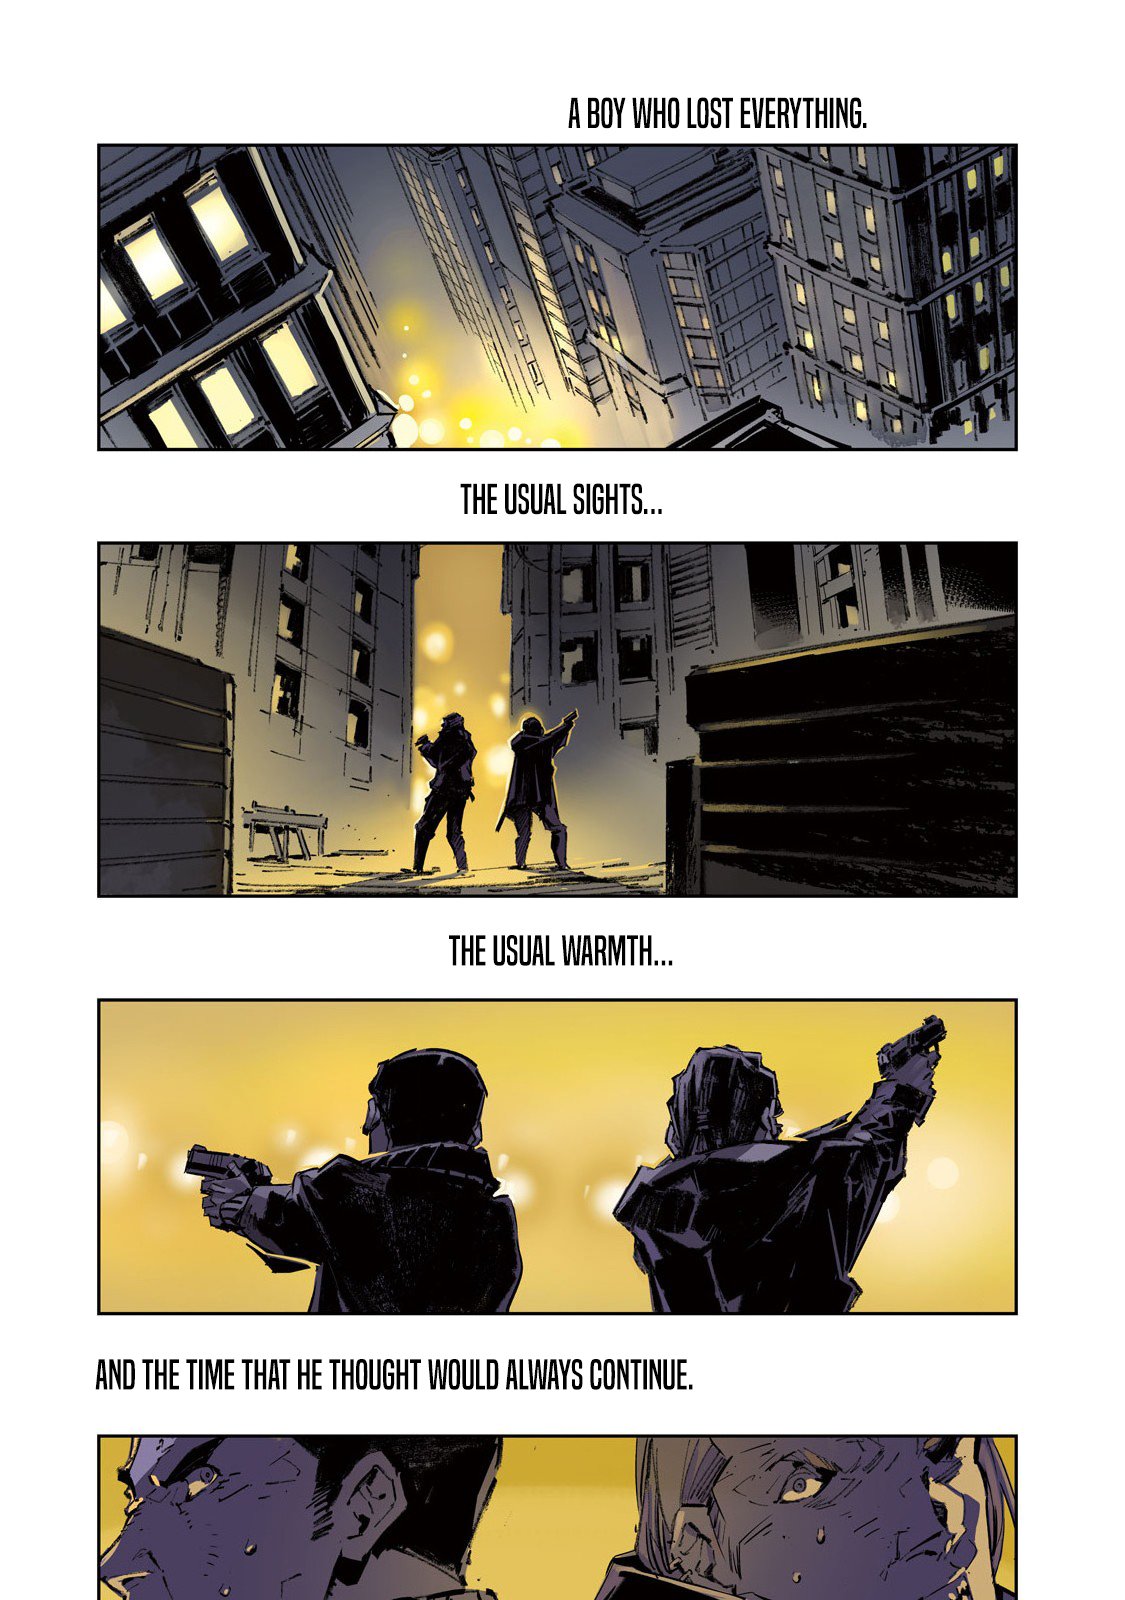 A BOY WHO LOST EVERYTHING.
THE USUAL SIGHTS...
THE USUAL WARMTH...
AND THE TIME THAT HE THOUGHT WOULD ALWAYS CONTINUE.